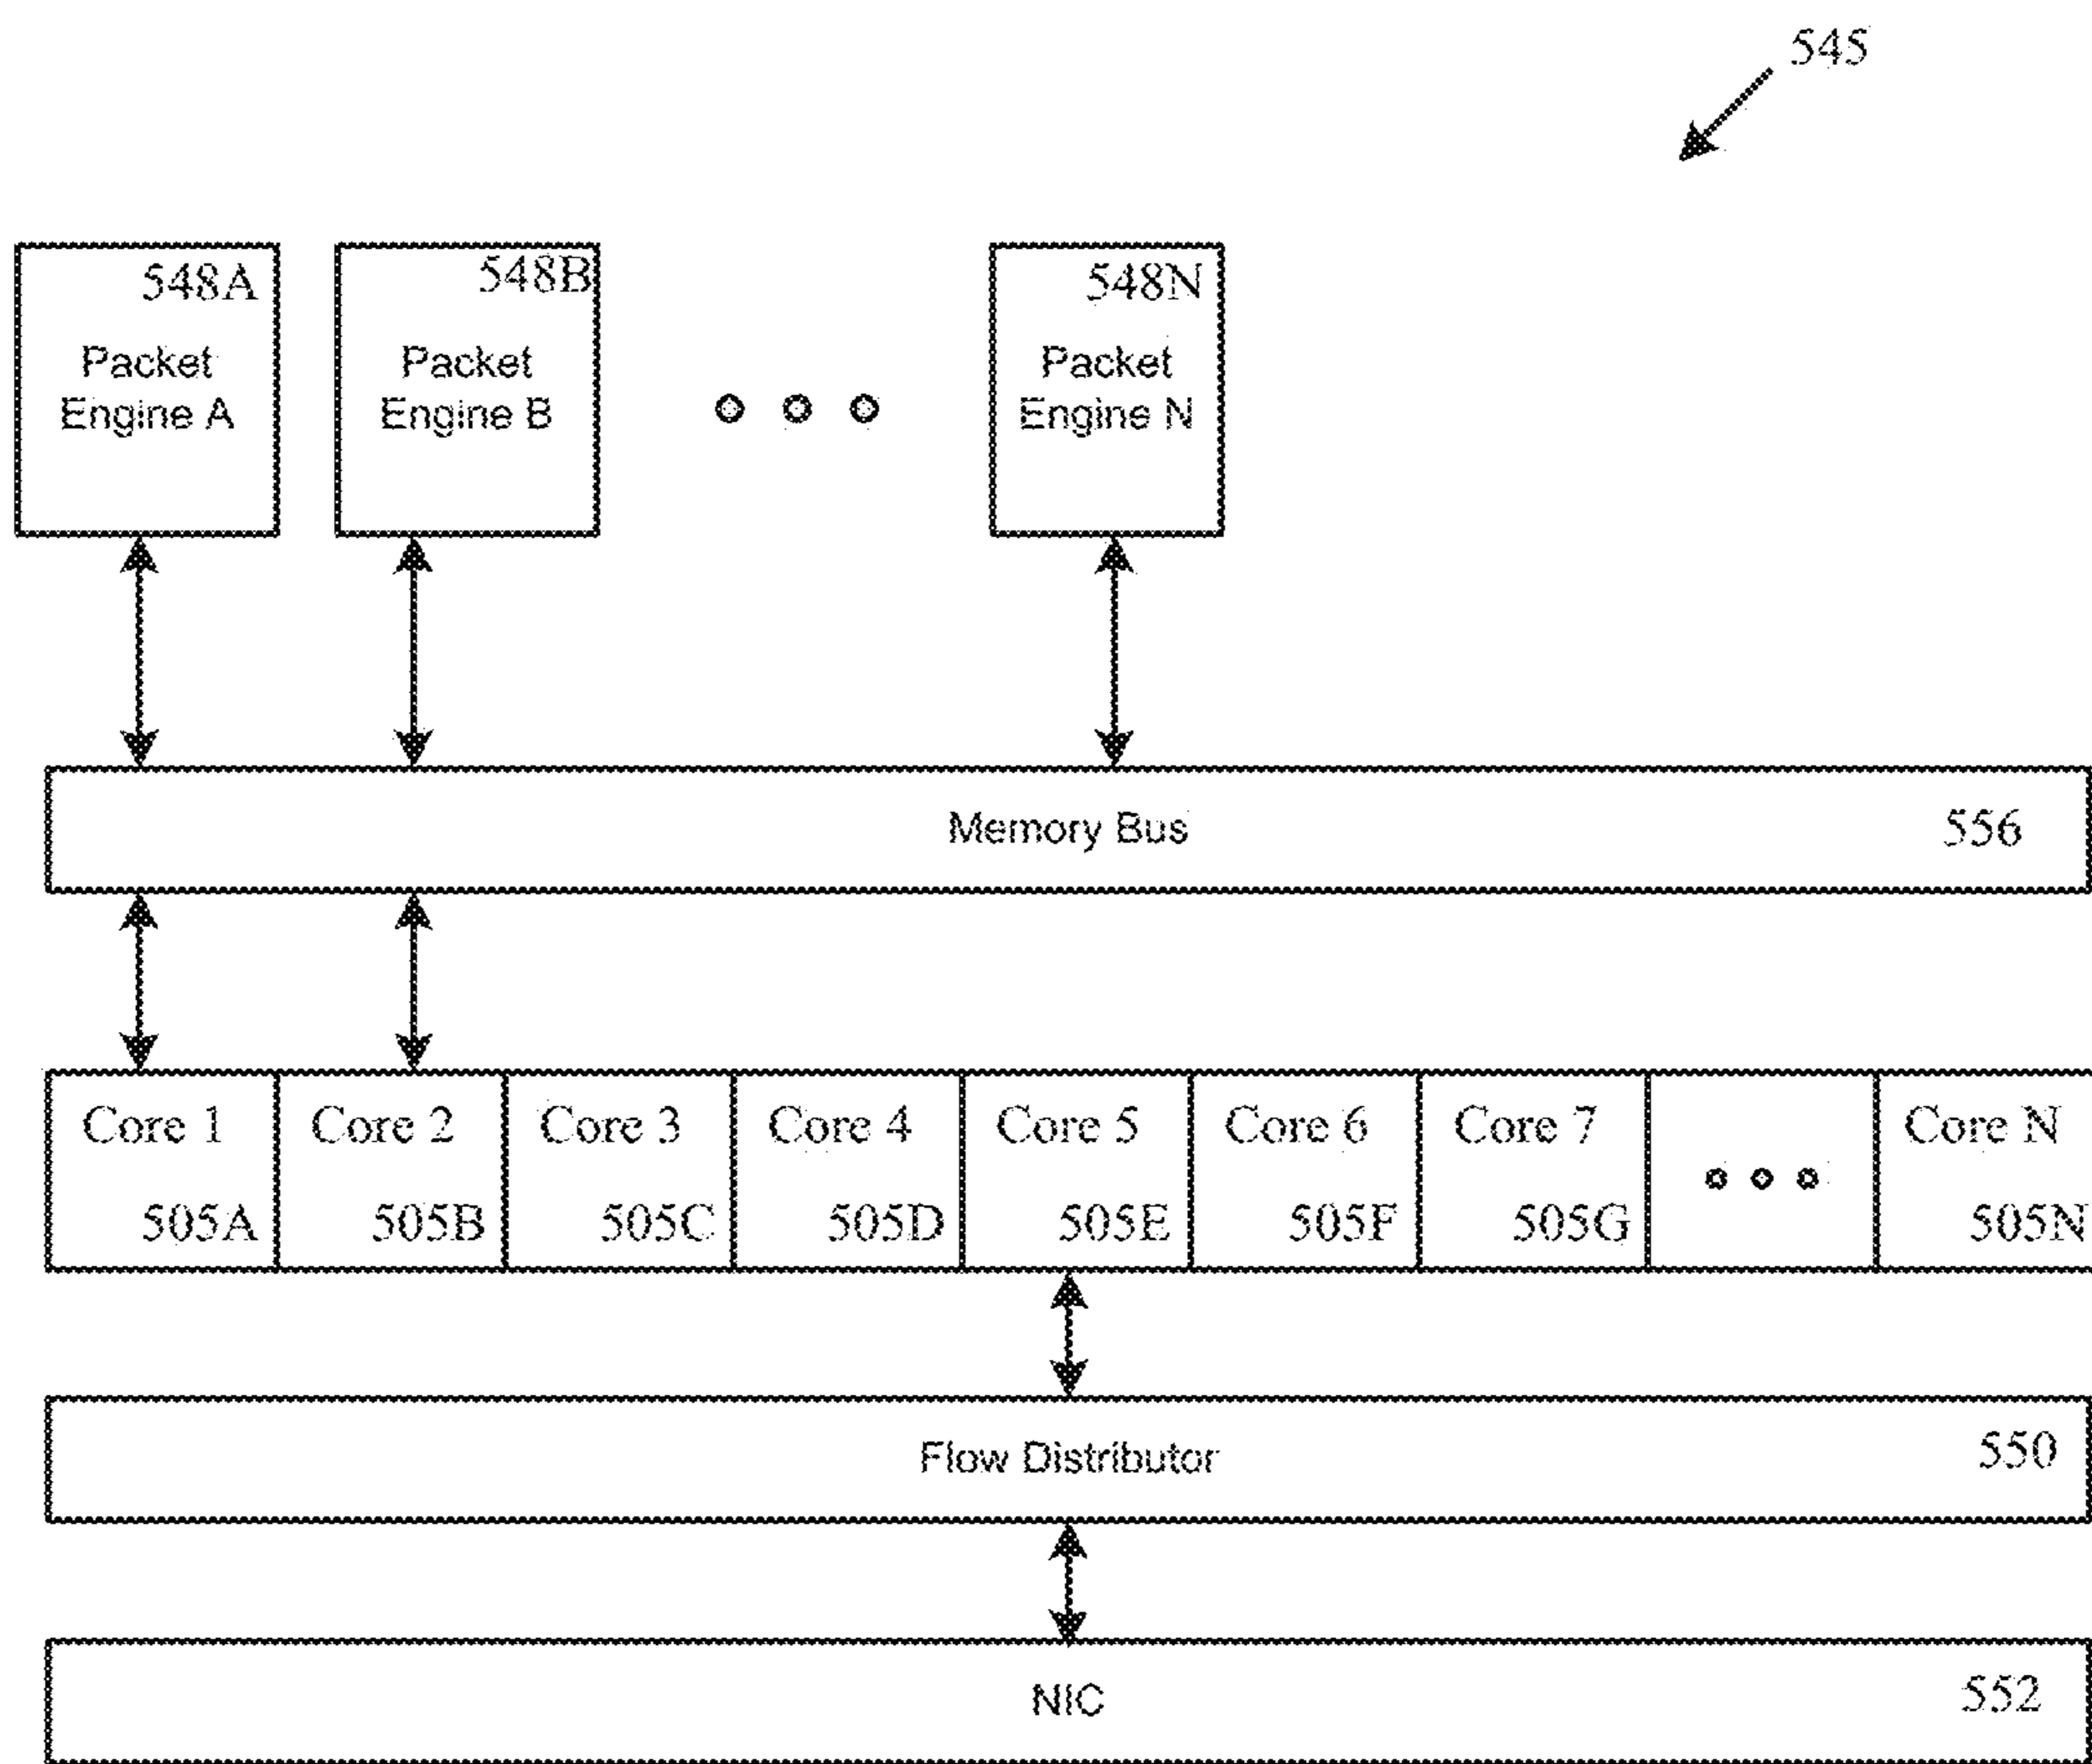 545
548A
Packet
Engine A
548B
Packet
Engine B
548N
Packet
Engine N
Memory Bus 556
Core 1 Core 2 Core 3 Core 4 Core 5 Core 6 Core 7 Core N
505A 505B 505C 505D 505E 505F 505G 505N
Flow Distributor 550
NIC 552